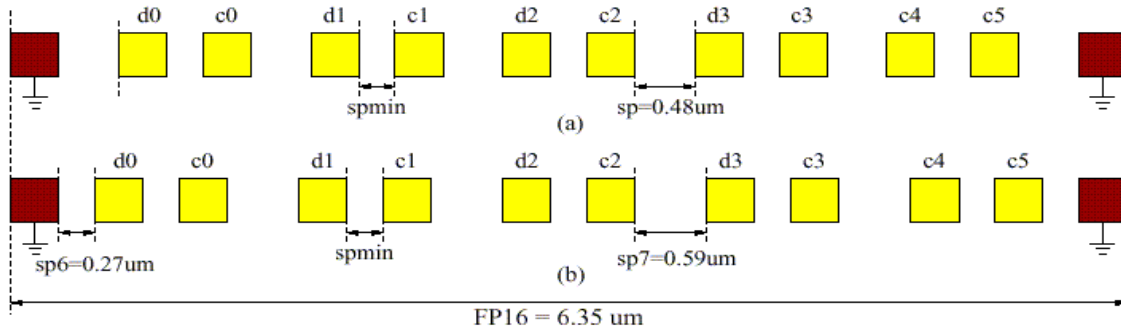 d0 c0 d1 c1 d2 c2 d3 c3 c4 c5
spmin sp=0.48um
(a)
d0 c0 d1 c1 d2 c2 d3 c3 c4 c5
sp6=0.27um spmin sp7=0.59um
(b)
FP16 = 6.35 um